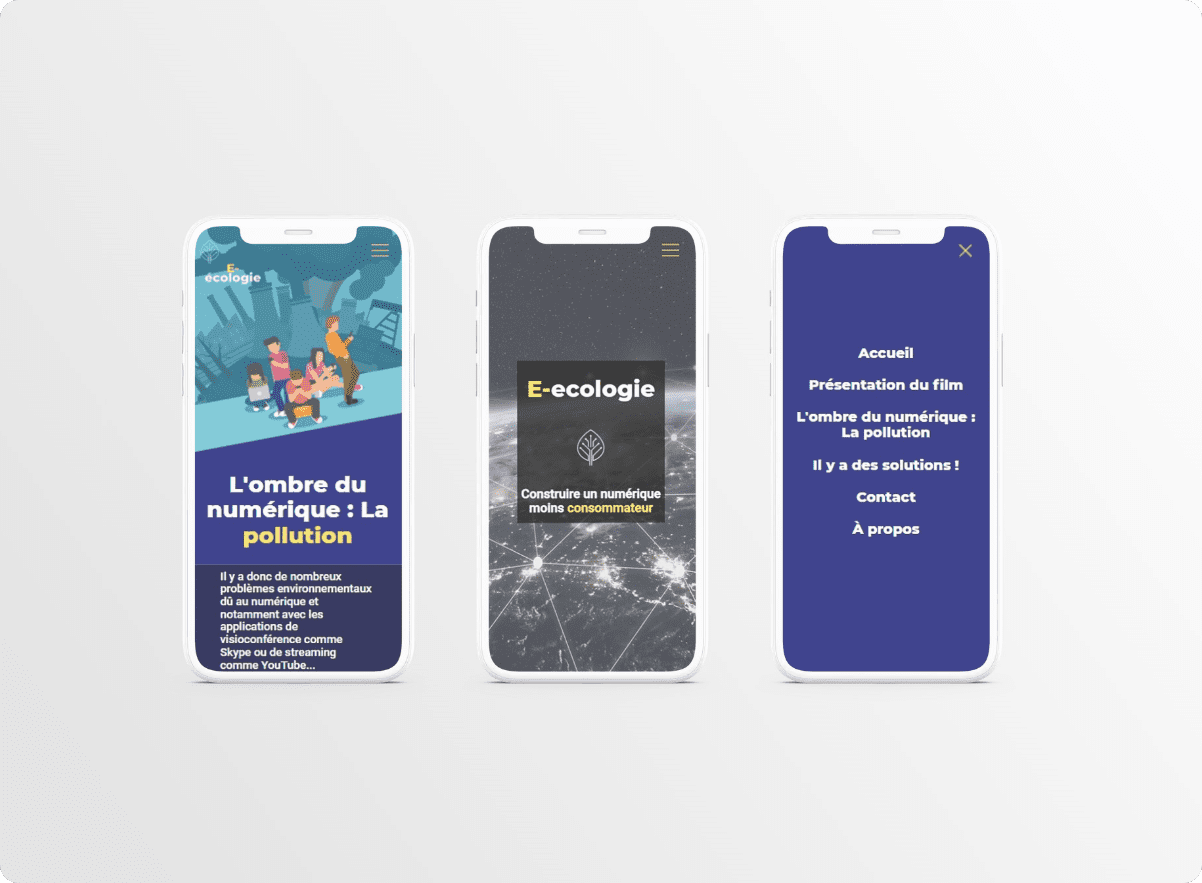 E-
écologie
L'ombre du
numérique : La
pollution
Il y a donc de nombreux
problèmes environnementaux
dû au numérique et
notamment avec les
applications de
visioconférence comme
Skype ou de streaming
comme YouTube...
E-ecologie
Construire un numérique
moins consommateur
Accueil
Présentation du film
L'ombre du numérique :
La pollution
Il y a des solutions !
Contact
À propos